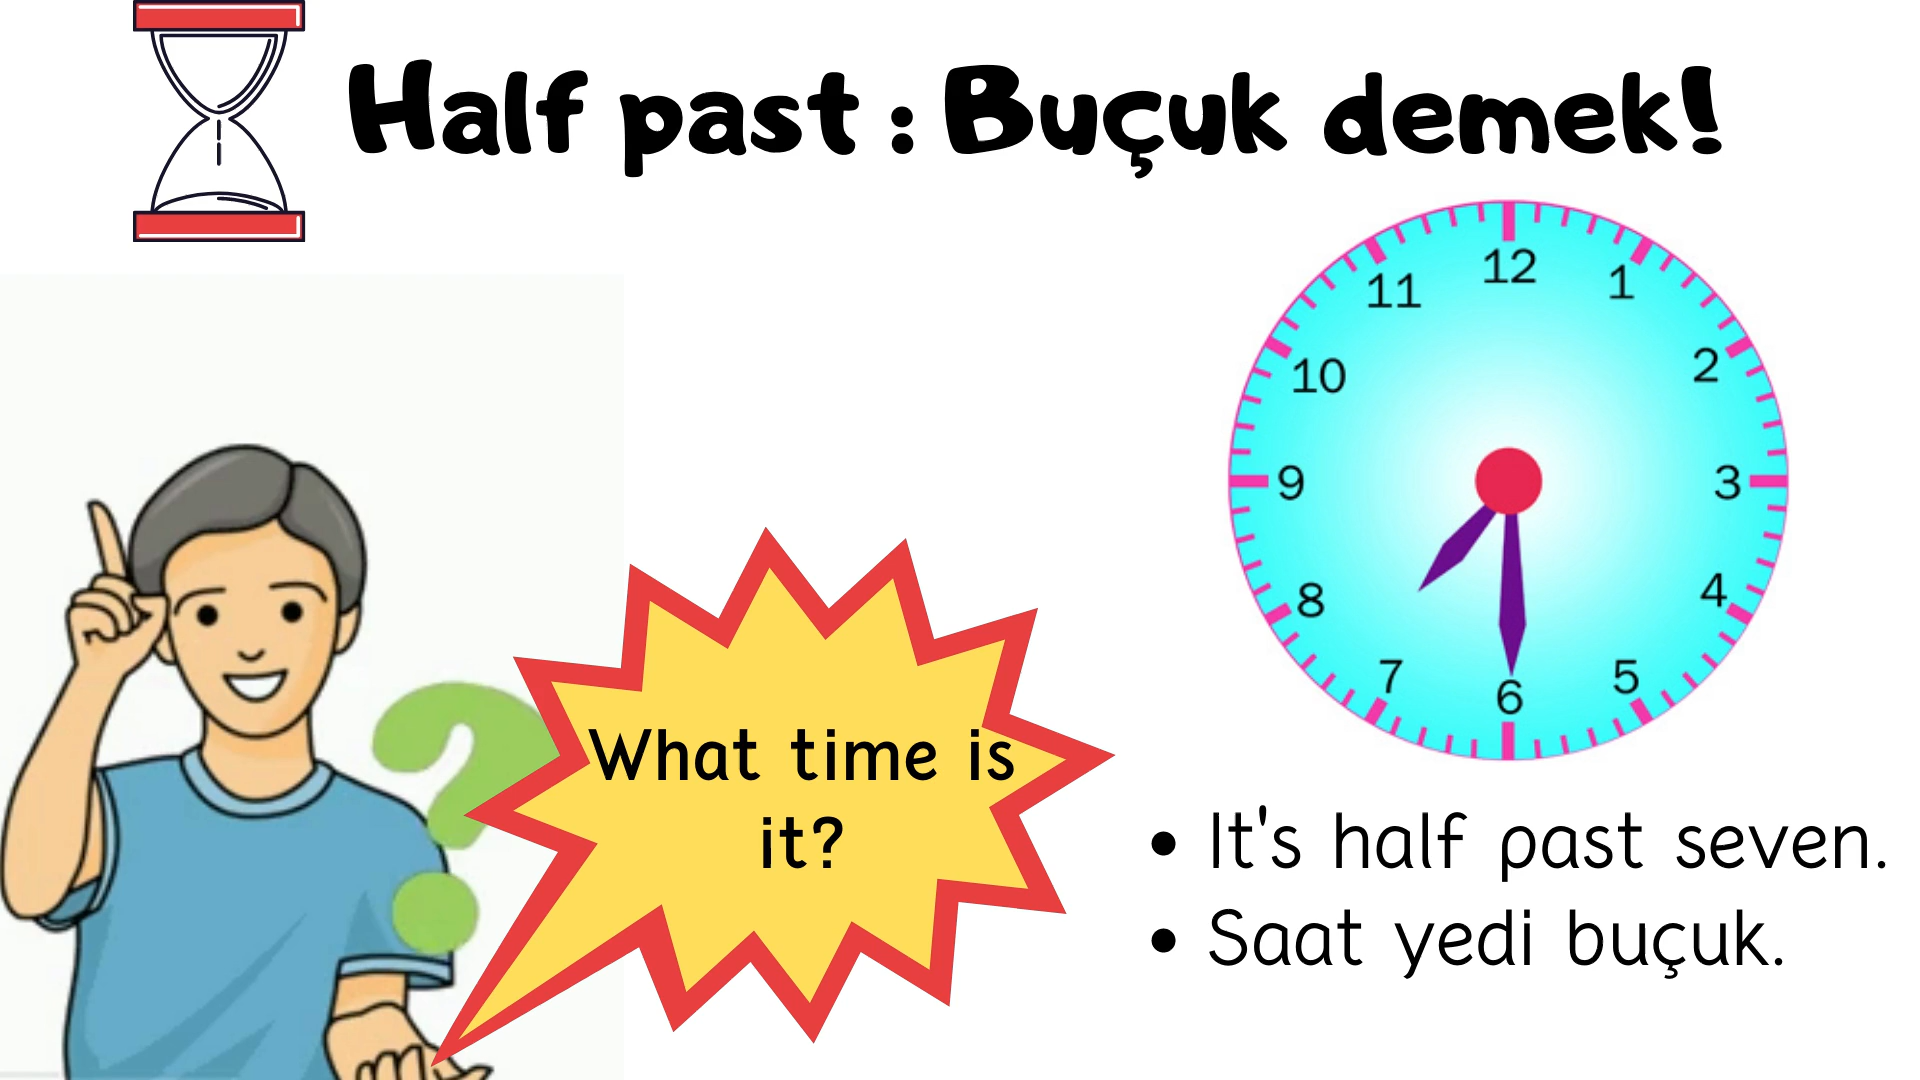 Half past : Buçuk demek!
12
11
1
10
2
9
3
8
4
7
5
6
What time is
it?
• It's half past seven.
• Saat yedi buçuk.